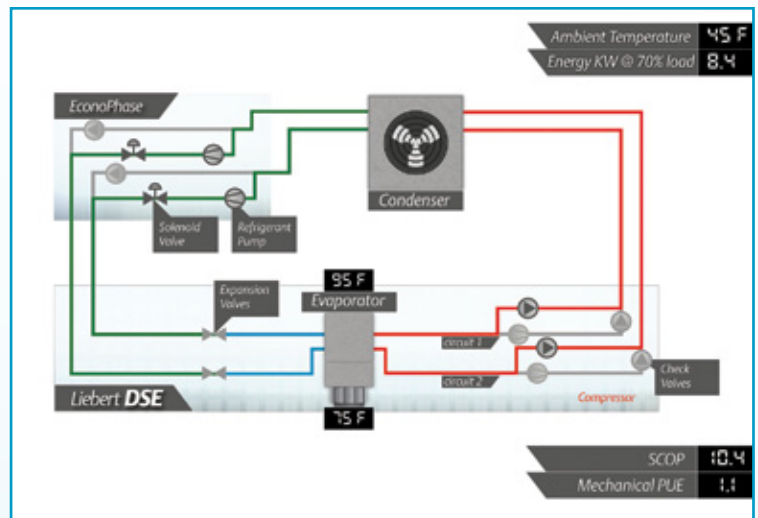 Ambient Temperature 45 F
Energy KW @ 70% load 8.4
EconoPhase
Condenser
Solenoid
Valve
Refrigerant
Pump
95 F
Evaporator
Expansion
Valves
circuit 1
circuit 2
Check
Valves
Compressor
Liebert DSE
75 F
SCOP 10.4
Mechanical PUE 1.1